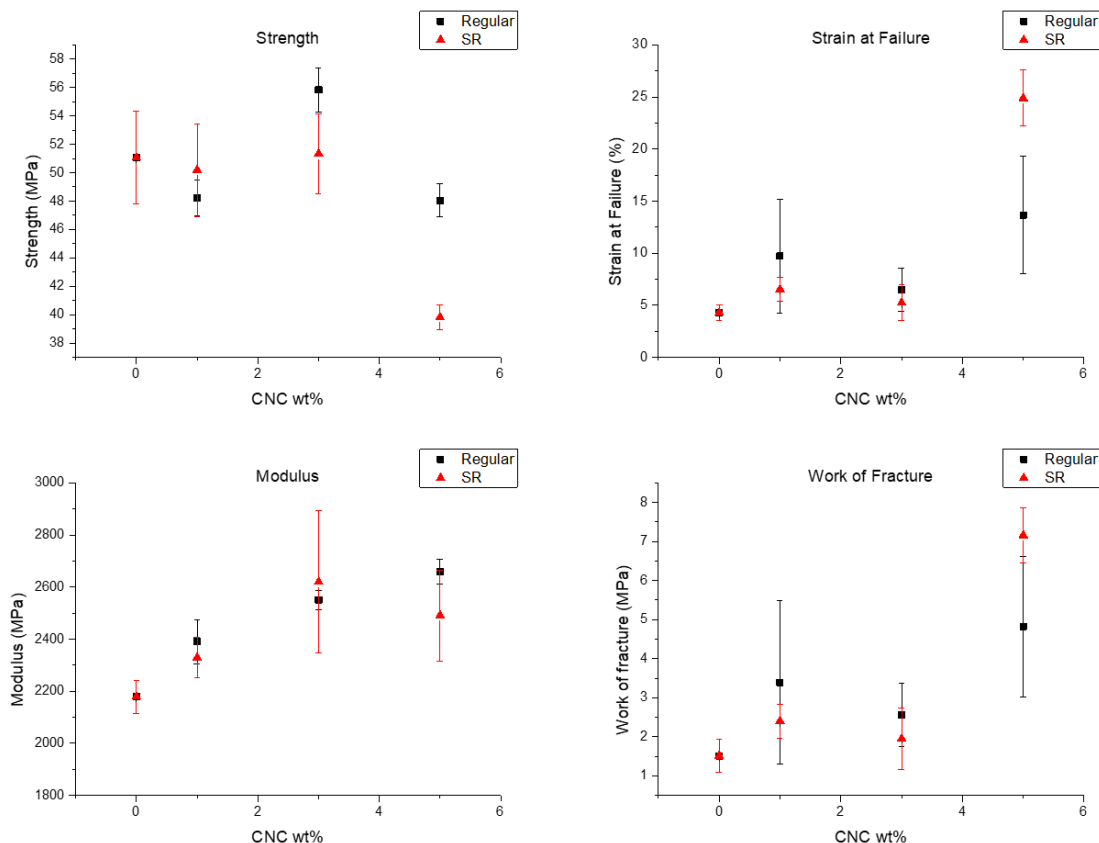 Regular
SR
Strength
58
56
54
52
50
48
46
44
42
40
38
Strength (MPa)
0
2
4
6
CNC wt%
Regular
SR
Strain at Failure
30
25
20
15
10
5
0
Strain at Failure (%)
0
2
4
6
CNC wt%
Regular
SR
Modulus
3000
2800
2600
2400
2200
2000
1800
Modulus (MPa)
0
2
4
6
CNC wt%
Regular
SR
Work of Fracture
8
7
6
5
4
3
2
1
Work of fracture (MPa)
0
2
4
6
CNC wt%